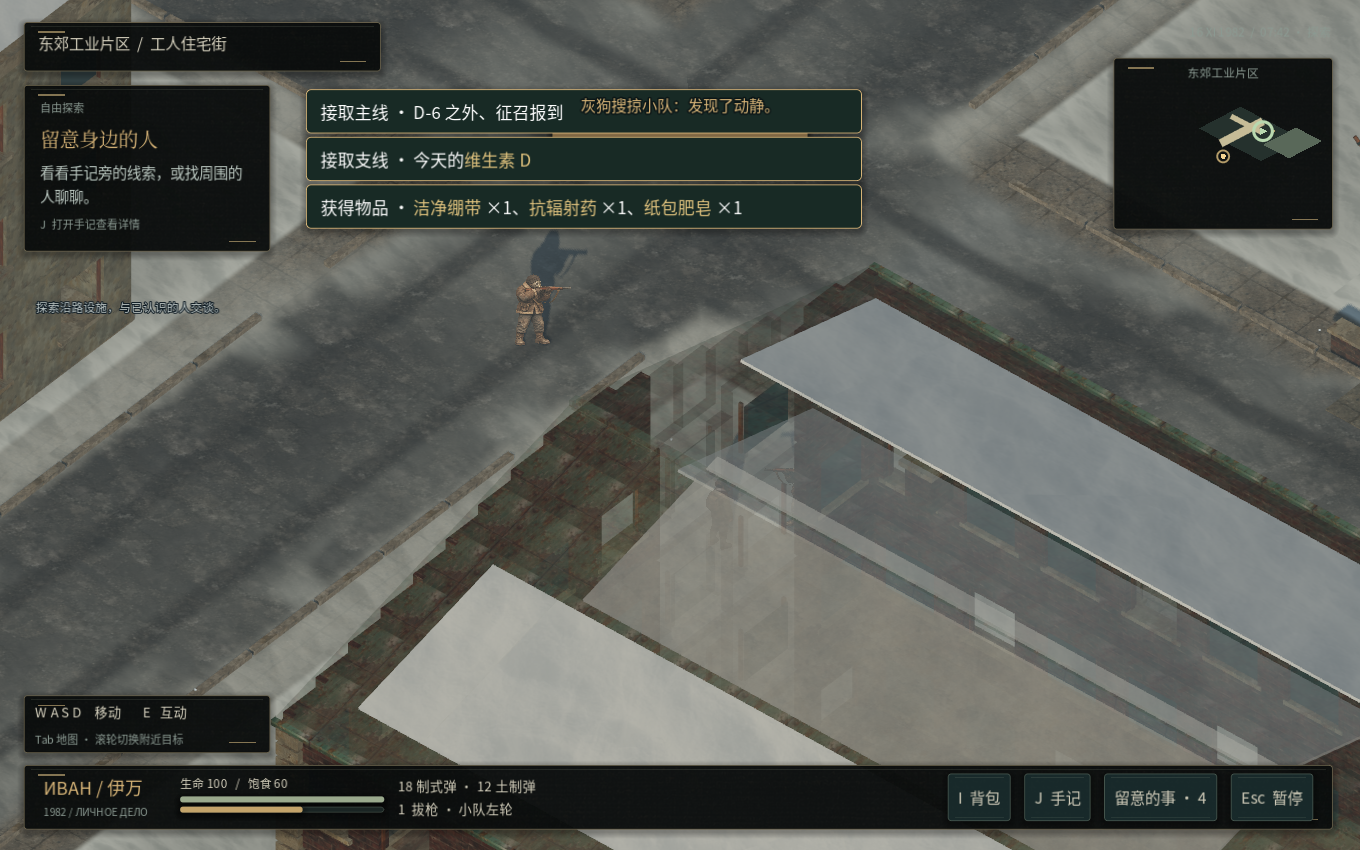 东郊工业片区 / 工人住宅街
自由探索
留意身边的人
看看手记旁的线索，或找周围的
人聊聊。
J 打开手记查看详情
接取主线 · D-6 之外、征召报到
灰狗搜掠小队：发现了动静。
接取支线 · 今天的维生素 D
获得物品 · 洁净绷带 ×1、抗辐射药 ×1、纸包肥皂 ×1
东郊工业片区
探索沿路设施，与已认识的人交谈。
WASD 移动 E 互动
Tab 地图 · 滚轮切换附近目标
ИВАН / 伊万
1982 / ЛИЧНОЕ ДЕЛО
生命 100 / 饱食 60
18 制式弹 · 12 土制弹
1 拔枪 · 小队左轮
I 背包
J 手记
留意的事 · 4
Esc 暂停